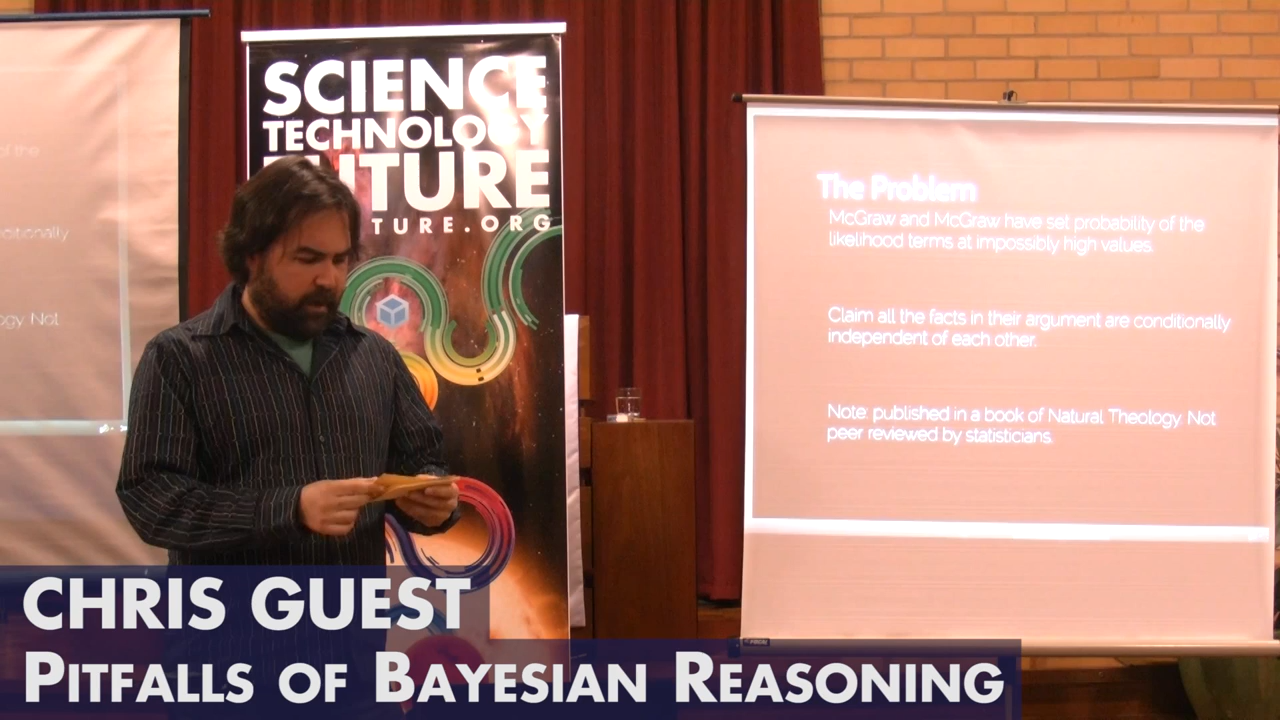 of the
ditionally
ogy. Not
SCIENCE
TECHNOLOGY
FUTURE
TURE.ORG
The Problem
McGraw and McGraw have set probability of the
likelihood terms at impossibly high values.
Claim all the facts in their argument are conditionally
independent of each other.
Note: published in a book of Natural Theology. Not
peer reviewed by statisticians.
CHRIS GUEST
PITFALLS OF BAYESIAN REASONING